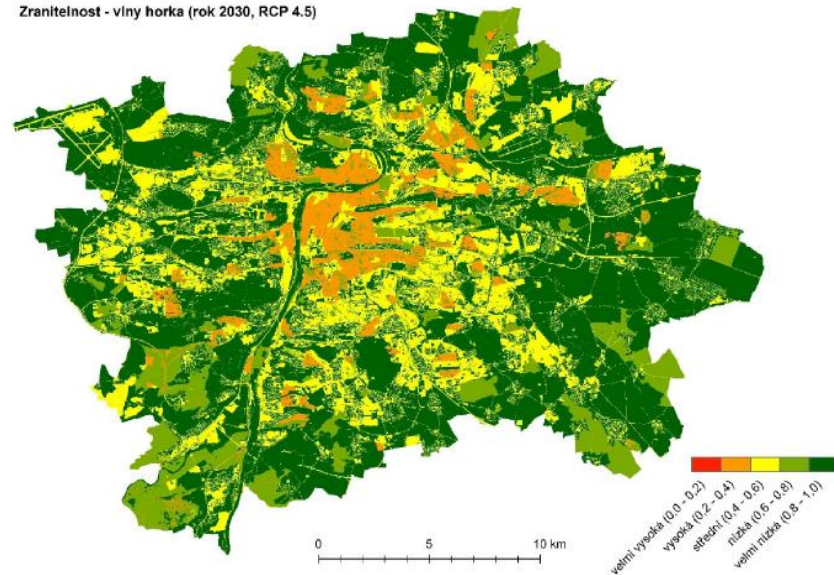 Zranitelnost - vlny horka (rok 2030, RCP 4.5)
velmi vysoká (0,0 - 0,2)
vysoká (0,2 - 0,4)
střední (0,4 - 0,6)
nízká (0,6 - 0,8)
velmi nízká (0,8 - 1,0)
0 5 10 km